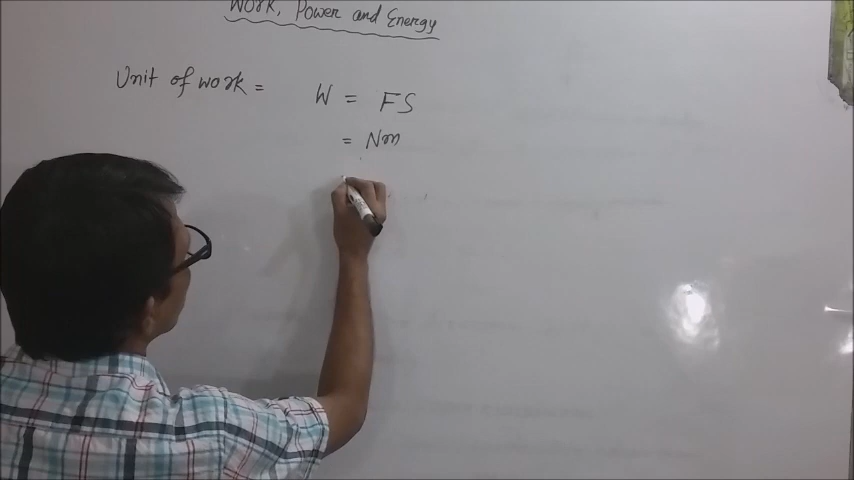 Work, Power and Energy
Unit of work = W = FS
= Nm